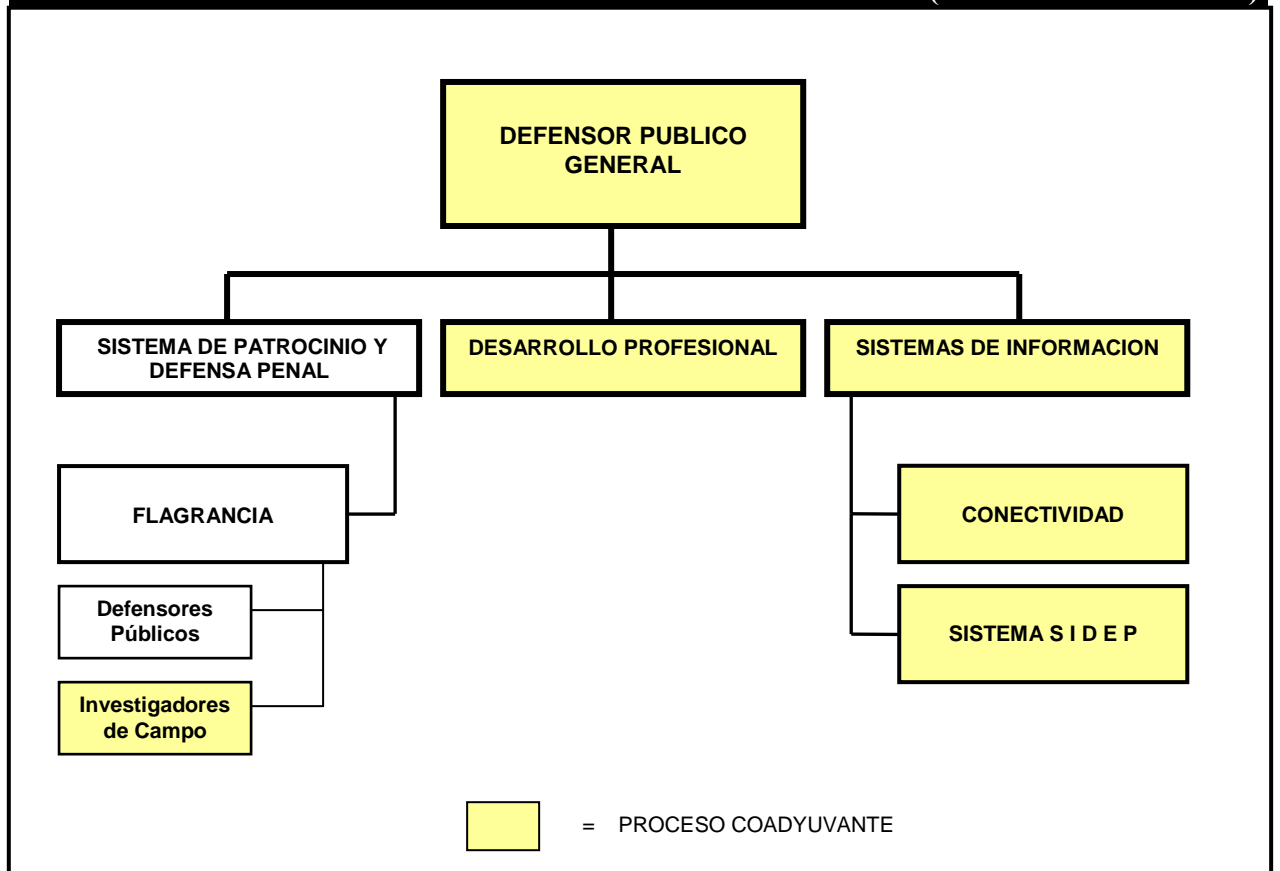 DEFENSOR PUBLICO
GENERAL
SISTEMA DE PATROCINIO Y
DEFENSA PENAL
DESARROLLO PROFESIONAL
SISTEMAS DE INFORMACION
FLAGRANCIA
CONECTIVIDAD
Defensores
Públicos
SISTEMA S I D E P
Investigadores
de Campo
= PROCESO COADYUVANTE